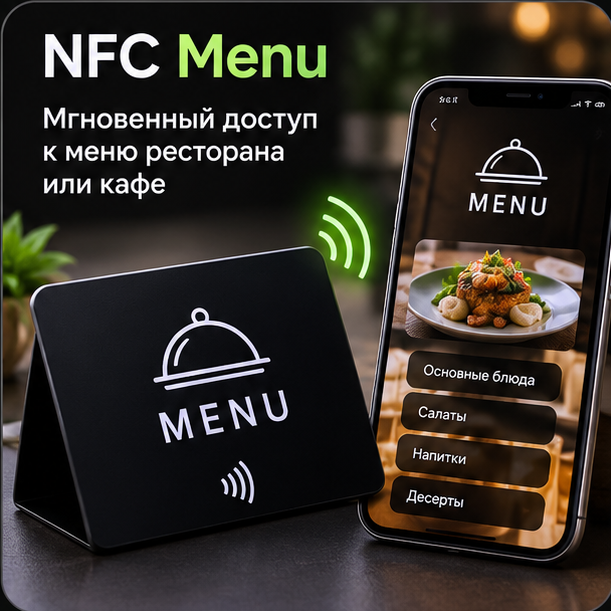 NFC Menu
Мгновенный доступ
к меню ресторана
или кафе
MENU
MENU
Основные блюда
Салаты
Напитки
Десерты